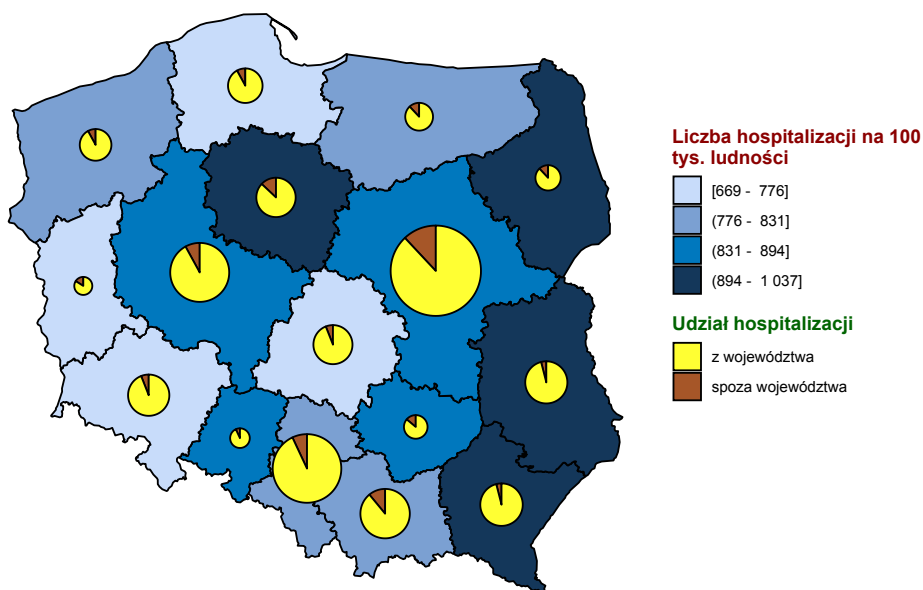 Liczba hospitalizacji na 100
tys. ludności
[669 - 776]
(776 - 831]
(831 - 894]
(894 - 1 037]
Udział hospitalizacji
z województwa
spoza województwa